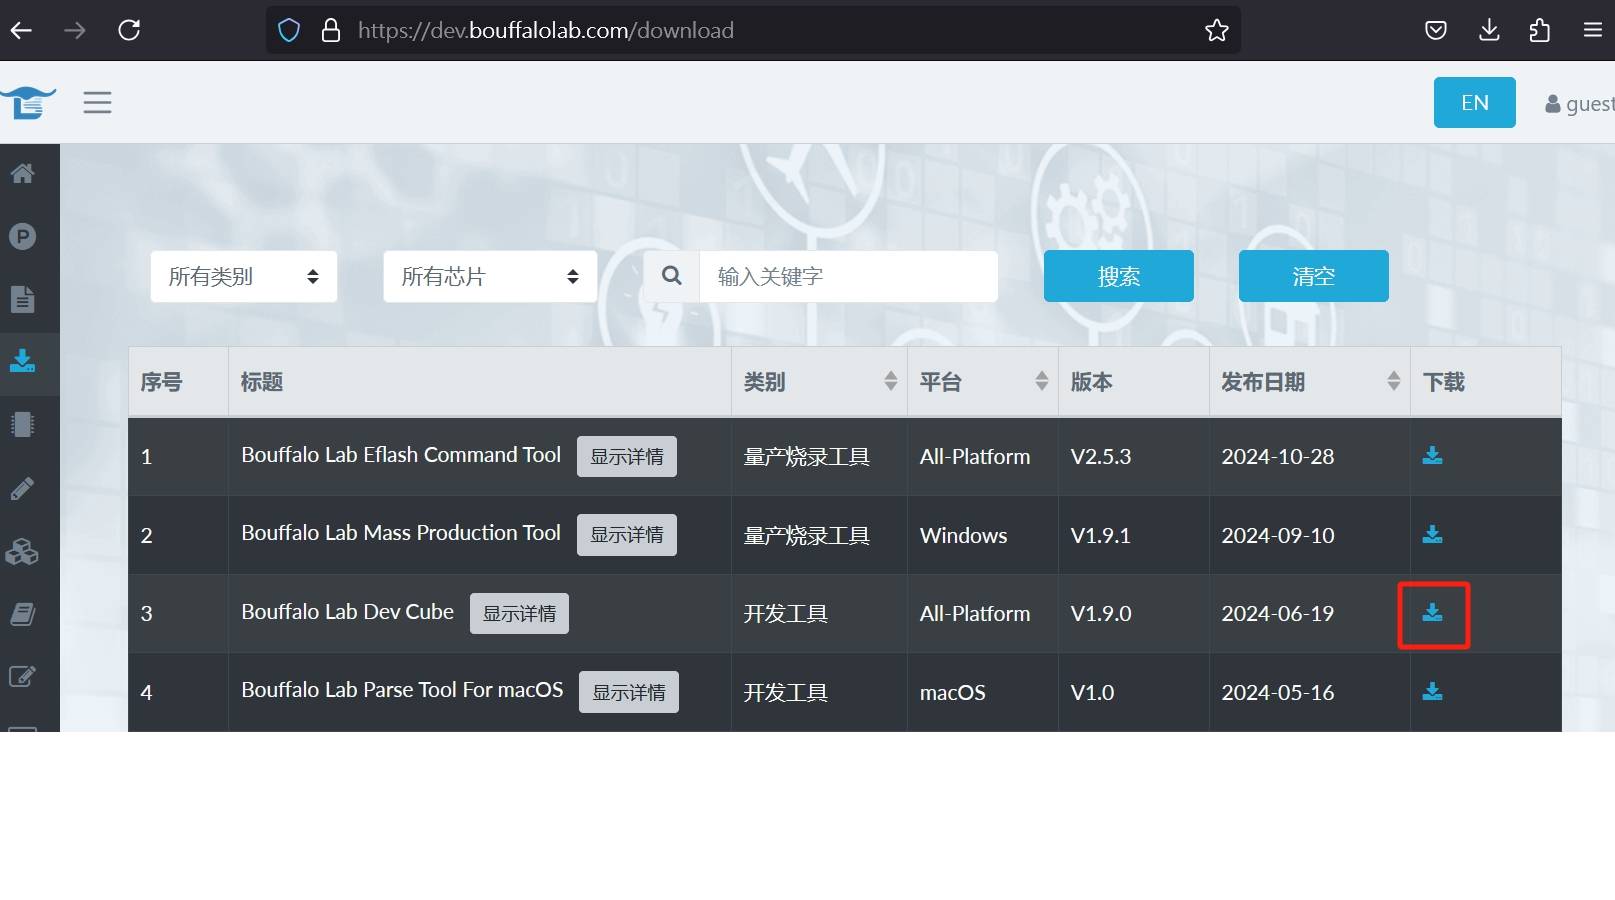 https://dev.bouffalolab.com/download
EN guest
所有类别 所有芯片 输入关键字 搜索 清空
序号 标题 类别 平台 版本 发布日期 下载
1 Bouffalo Lab Eflash Command Tool 显示详情 量产烧录工具 All-Platform V2.5.3 2024-10-28
2 Bouffalo Lab Mass Production Tool 显示详情 量产烧录工具 Windows V1.9.1 2024-09-10
3 Bouffalo Lab Dev Cube 显示详情 开发工具 All-Platform V1.9.0 2024-06-19
4 Bouffalo Lab Parse Tool For macOS 显示详情 开发工具 macOS V1.0 2024-05-16